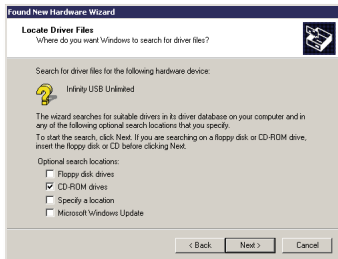 Found New Hardware Wizard
Locate Driver Files
Where do you want Windows to search for driver files?
Search for driver files for the following hardware device:
Infinity USB Unlimited
The wizard searches for suitable drivers in its driver database on your computer and in
any of the following optional search locations that you specify.
To start the search, click Next. If you are searching on a floppy disk or CD-ROM drive,
insert the floppy disk or CD before clicking Next.
Optional search locations:
Floppy disk drives
CD-ROM drives
Specify a location
Microsoft Windows Update
< Back Next > Cancel